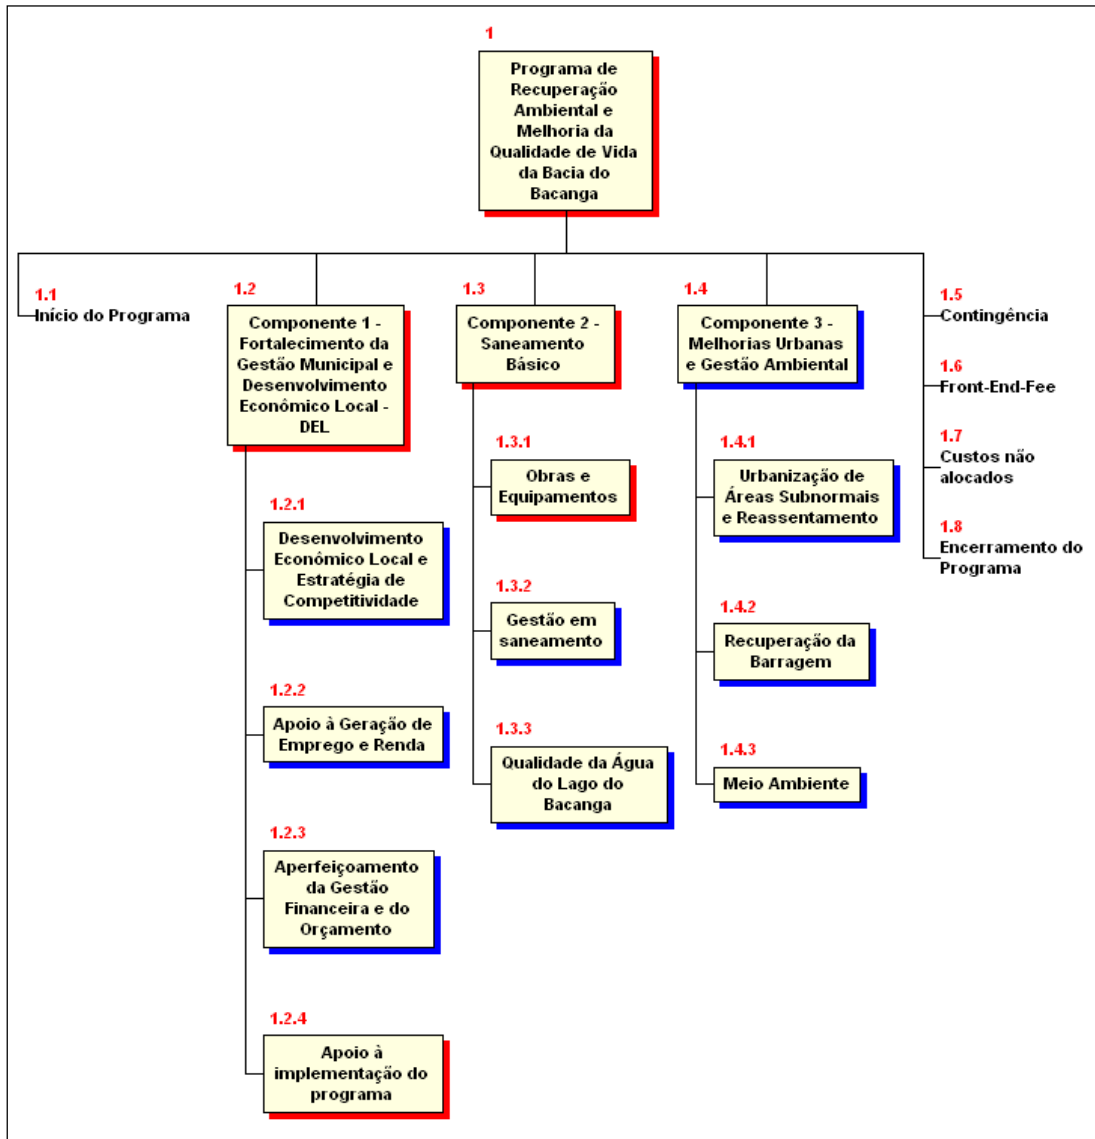 1
Programa de
Recuperação
Ambiental e
Melhoria da
Qualidade de Vida
da Bacia do
Bacanga
1.1
Início do Programa
1.2
Componente 1 -
Fortalecimento da
Gestão Municipal e
Desenvolvimento
Econômico Local -
DEL
1.2.1
Desenvolvimento
Econômico Local e
Estratégia de
Competitividade
1.2.2
Apoio à Geração de
Emprego e Renda
1.2.3
Aperfeiçoamento
da Gestão
Financeira e do
Orçamento
1.2.4
Apoio à
implementação do
programa
1.3
Componente 2 -
Saneamento
Básico
1.3.1
Obras e
Equipamentos
1.3.2
Gestão em
saneamento
1.3.3
Qualidade da Água
do Lago do
Bacanga
1.4
Componente 3 -
Melhorias Urbanas
e Gestão Ambiental
1.4.1
Urbanização de
Áreas Subnormais
e Reassentamento
1.4.2
Recuperação da
Barragem
1.4.3
Meio Ambiente
1.5
Contingência
1.6
Front-End-Fee
1.7
Custos não
alocados
1.8
Encerramento do
Programa